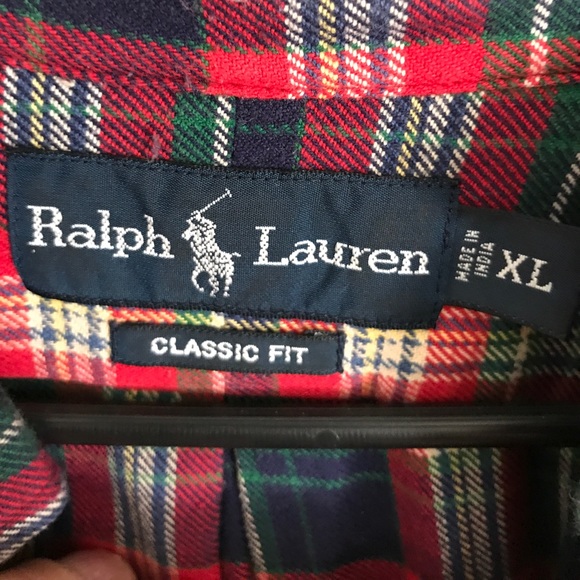 Ralph Lauren
MADE IN
INDIA
XL
CLASSIC FIT